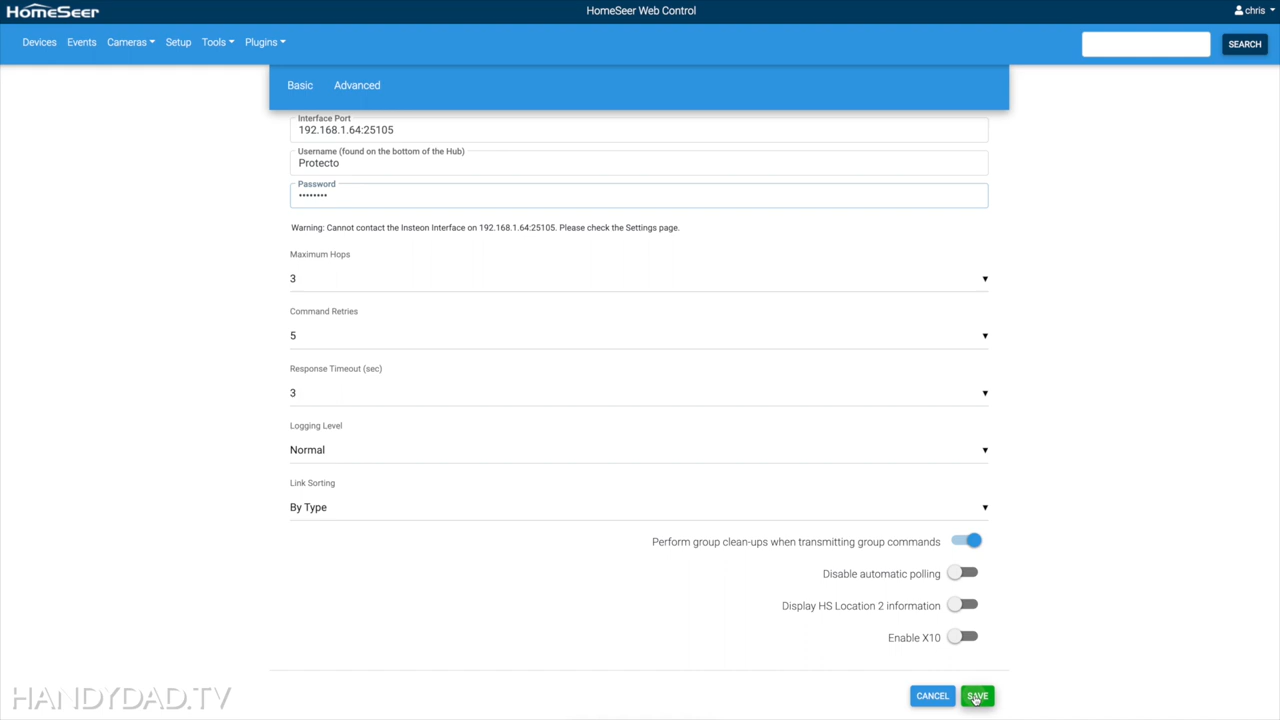 HomeSeer
HomeSeer Web Control
chris
Devices Events Cameras Setup Tools Plugins
SEARCH
Basic Advanced
Interface Port
192.168.1.64:25105
Username (found on the bottom of the Hub)
Protecto
Password
••••••••
Warning: Cannot contact the Insteon Interface on 192.168.1.64:25105. Please check the Settings page.
Maximum Hops
3
Command Retries
5
Response Timeout (sec)
3
Logging Level
Normal
Link Sorting
By Type
Perform group clean-ups when transmitting group commands
Disable automatic polling
Display HS Location 2 information
Enable X10
CANCEL SAVE
HANDYDAD.TV